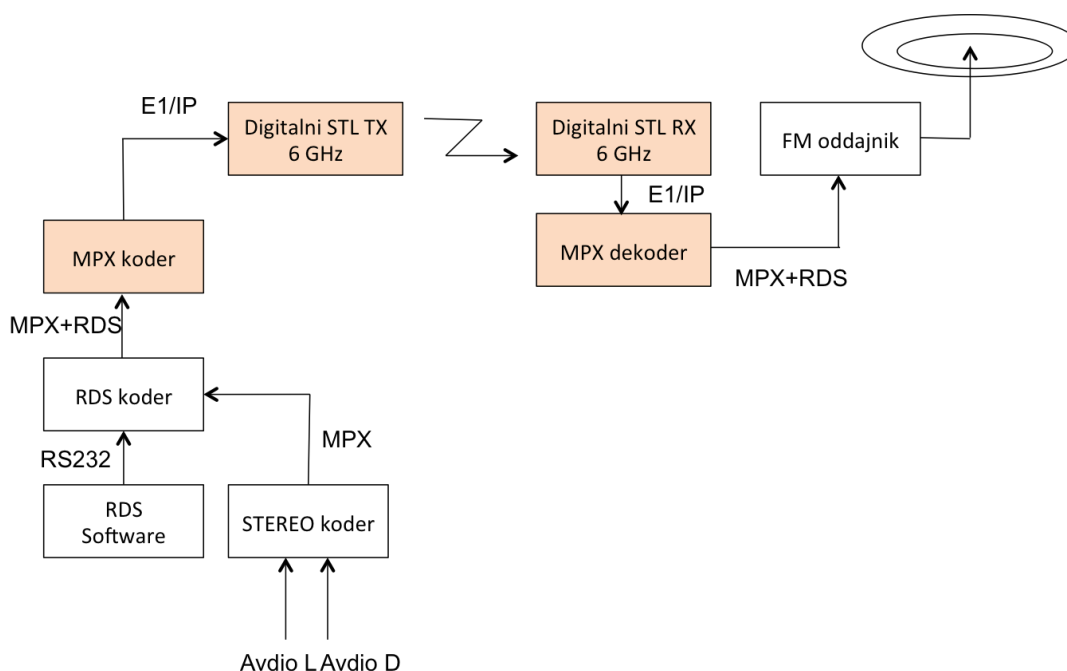 E1/IP
Digitalni STL TX
6 GHz
Digitalni STL RX
6 GHz
FM oddajnik
E1/IP
MPX koder
MPX dekoder
MPX+RDS
MPX+RDS
RDS koder
MPX
RS232
RDS
Software
STEREO koder
Avdio L Avdio D